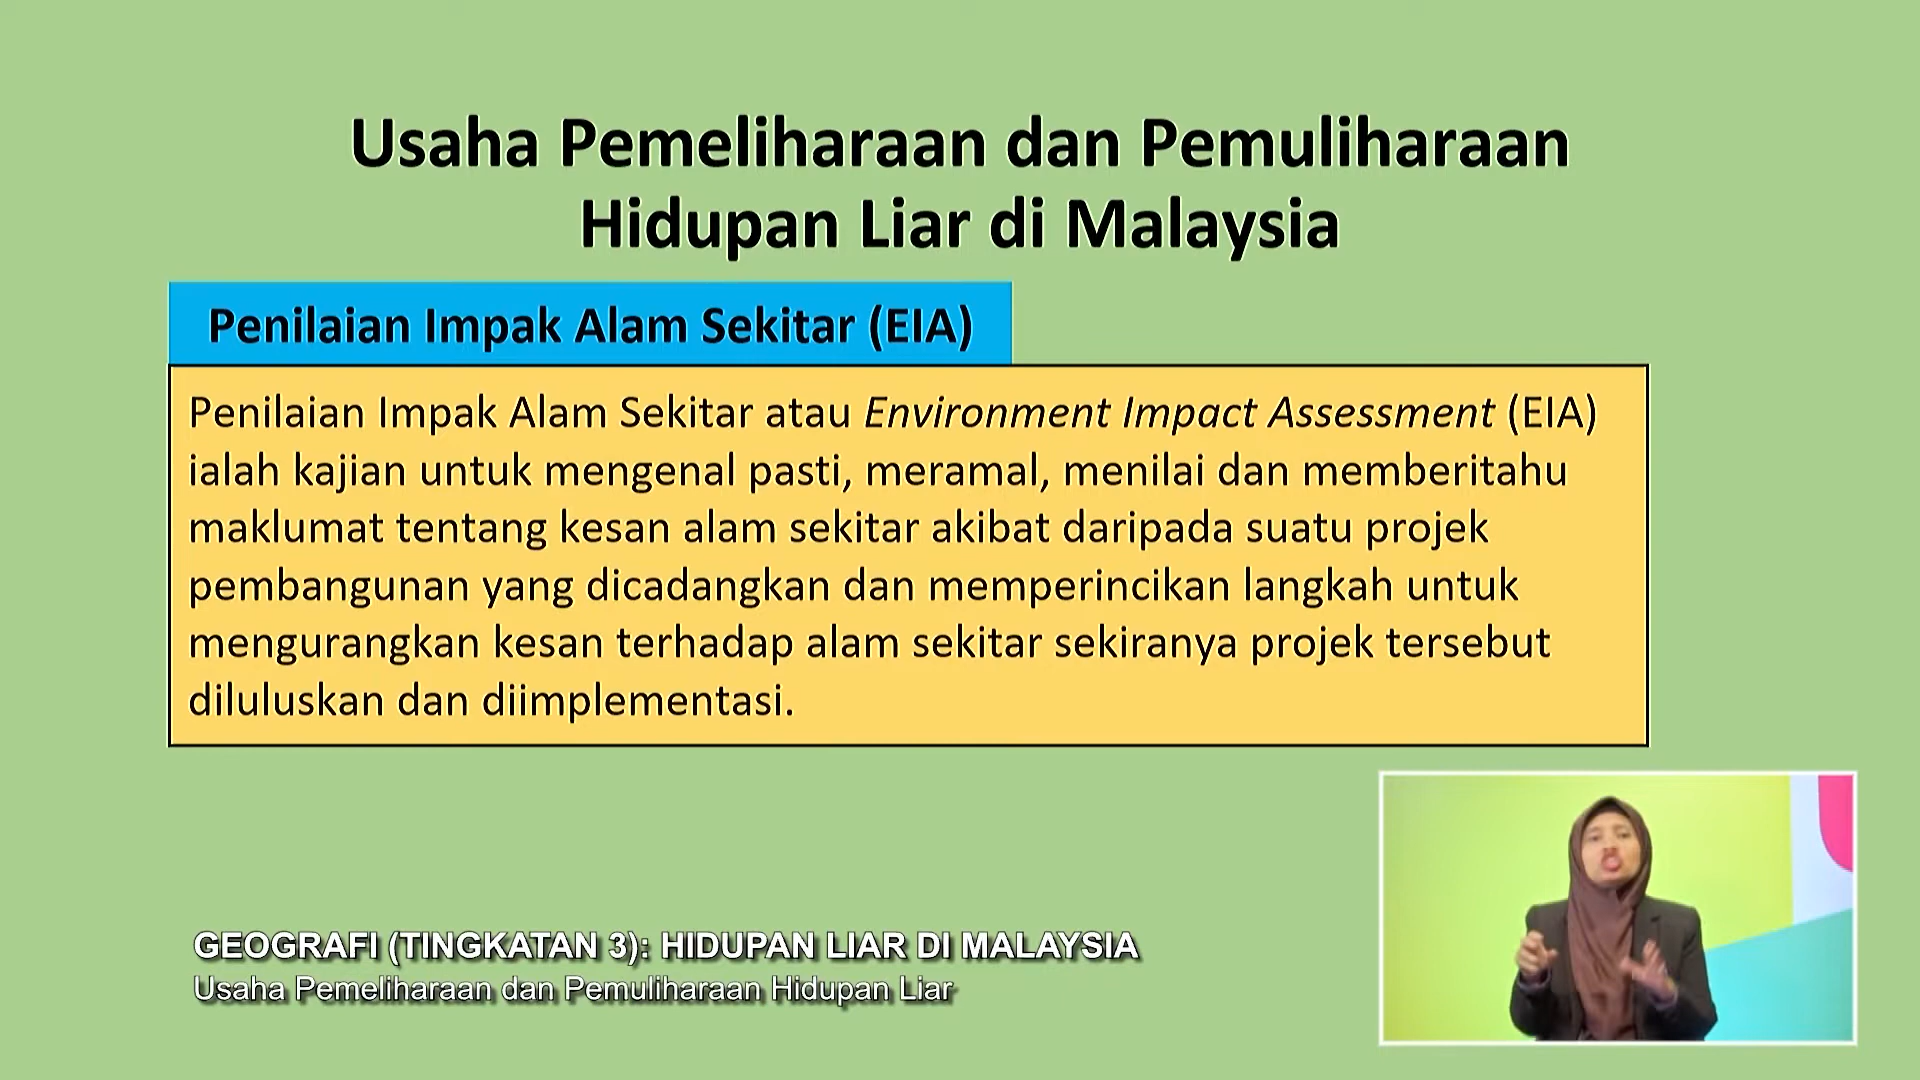 Usaha Pemeliharaan dan Pemuliharaan
Hidupan Liar di Malaysia
Penilaian Impak Alam Sekitar (EIA)
Penilaian Impak Alam Sekitar atau Environment Impact Assessment (EIA)
ialah kajian untuk mengenal pasti, meramal, menilai dan memberitahu
maklumat tentang kesan alam sekitar akibat daripada suatu projek
pembangunan yang dicadangkan dan memperincikan langkah untuk
mengurangkan kesan terhadap alam sekitar sekiranya projek tersebut
diluluskan dan diimplementasi.
GEOGRAFI (TINGKATAN 3): HIDUPAN LIAR DI MALAYSIA
Usaha Pemeliharaan dan Pemuliharaan Hidupan Liar